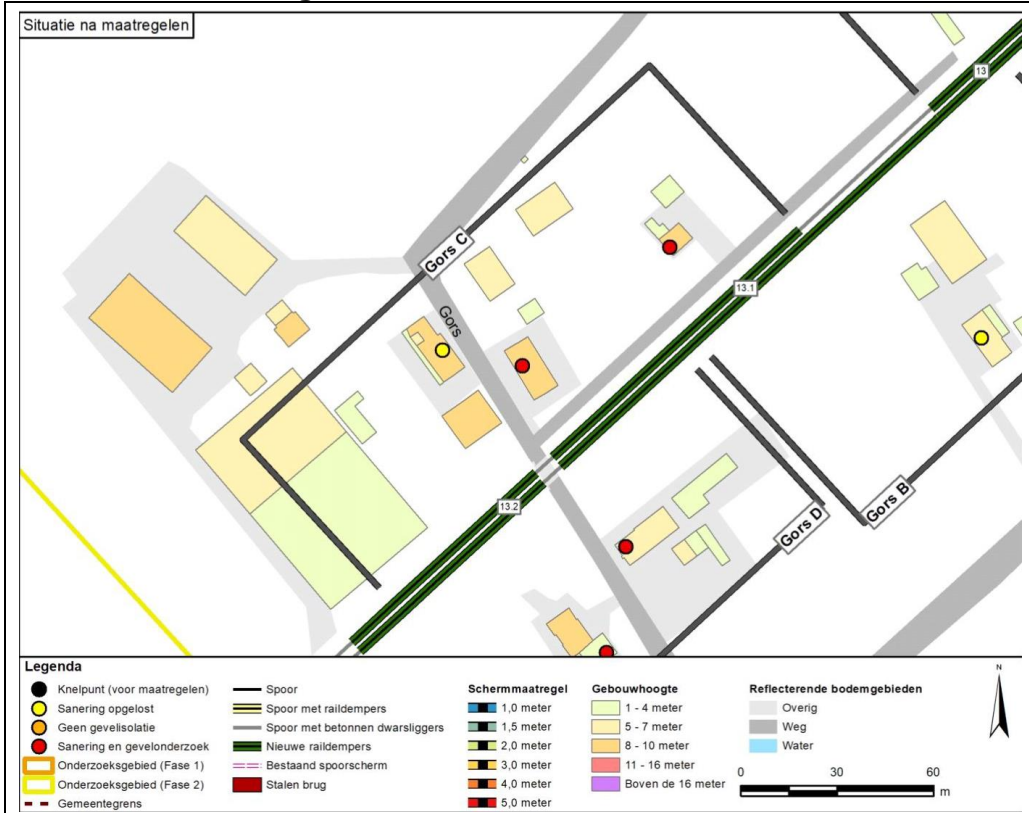 Situatie na maatregelen
13
Gors C
Gors
13.1
13.2
Gors B
Gors D
Legenda
Knelpunt (voor maatregelen)
Sanering opgelost
Geen gevelisolatie
Sanering en gevelonderzoek
Onderzoeksgebied (Fase 1)
Onderzoeksgebied (Fase 2)
Gemeentegrens
Spoor
Spoor met raildempers
Spoor met betonnen dwarsliggers
Nieuwe raildempers
Bestaand spoorscherm
Stalen brug
Schermmaatregel
1,0 meter
1,5 meter
2,0 meter
3,0 meter
4,0 meter
5,0 meter
Gebouwhoogte
1 - 4 meter
5 - 7 meter
8 - 10 meter
11 - 16 meter
Boven de 16 meter
Reflecterende bodemgebieden
Overig
Weg
Water
N
0 30 60
m